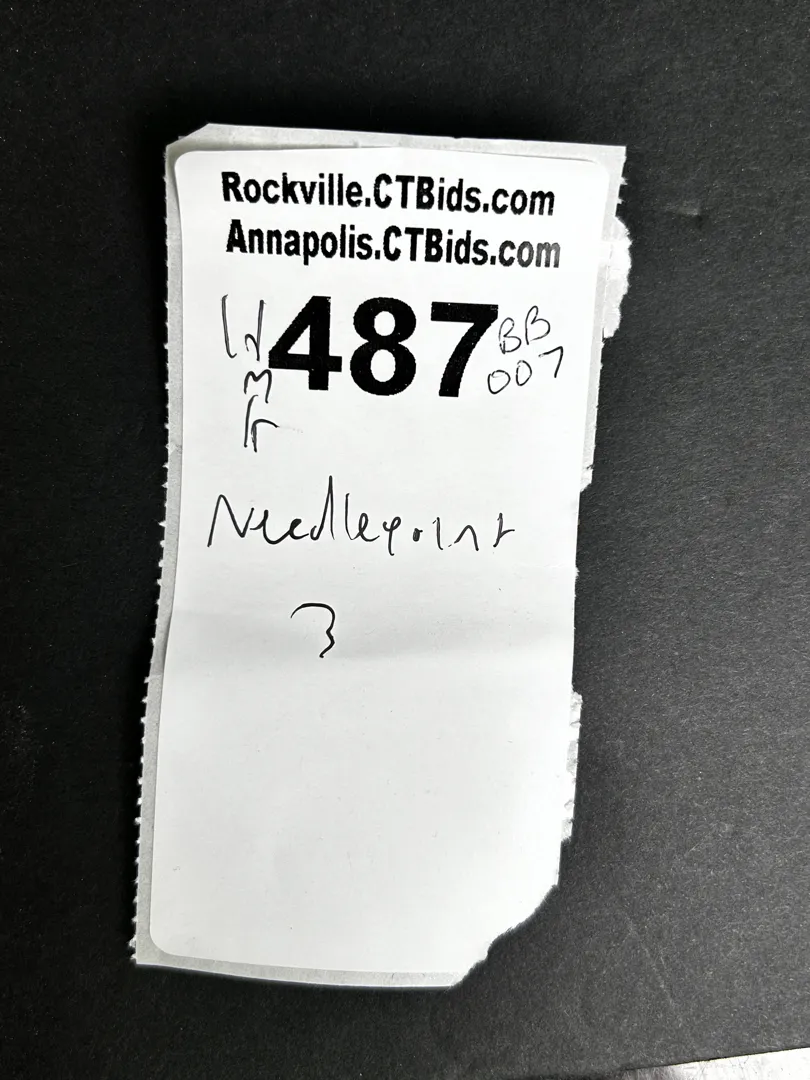 Rockville.CTBids.com
Annapolis.CTBids.com
487
BB
007
Needlepoint
3